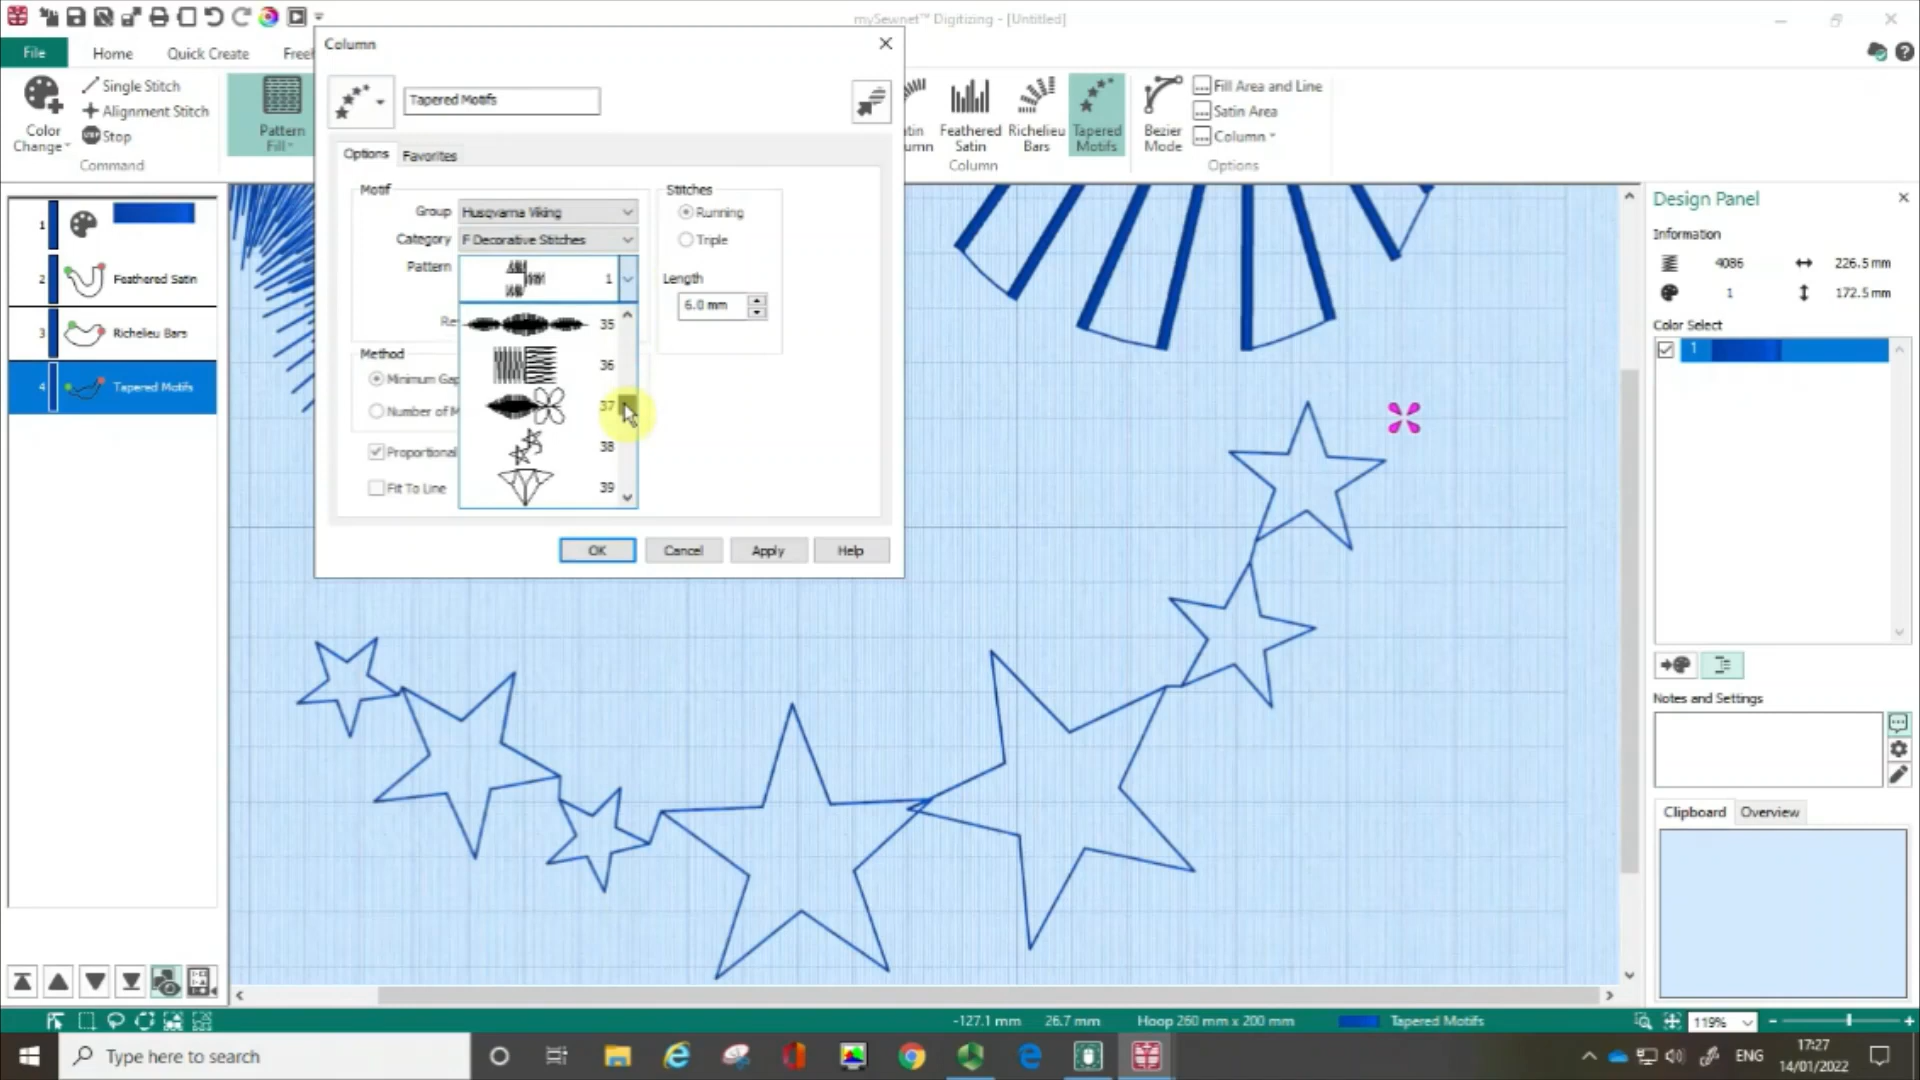 mySewnet™ Digitizing - [Untitled]
File
Home
Quick Create
Column
Color
Change
Single Stitch
Alignment Stitch
Stop
Command
Pattern
Fill
Tapered Motifs
Options
Favorites
Motif
Group
Husqvarna Viking
Category
F Decorative Stitches
Pattern
1
35
36
37
38
39
Method
Minimum Gap
Proportional
Fit To Line
Stitches
Running
Triple
Length
6.0 mm
OK
Cancel
Apply
Help
Feathered
Satin
Richelieu
Bars
Tapered
Motifs
Column
Bezier
Mode
Fill Area and Line
Satin Area
Column
Options
1
2 Feathered Satin
3 Richelieu Bars
4 Tapered Motifs
Design Panel
Information
4086 226.5 mm
1 172.5 mm
Color Select
1
Notes and Settings
Clipboard
Overview
-127.1 mm
26.7 mm
Hoop 260 mm x 200 mm
Tapered Motifs
119%
Type here to search
ENG
17:27
14/01/2022